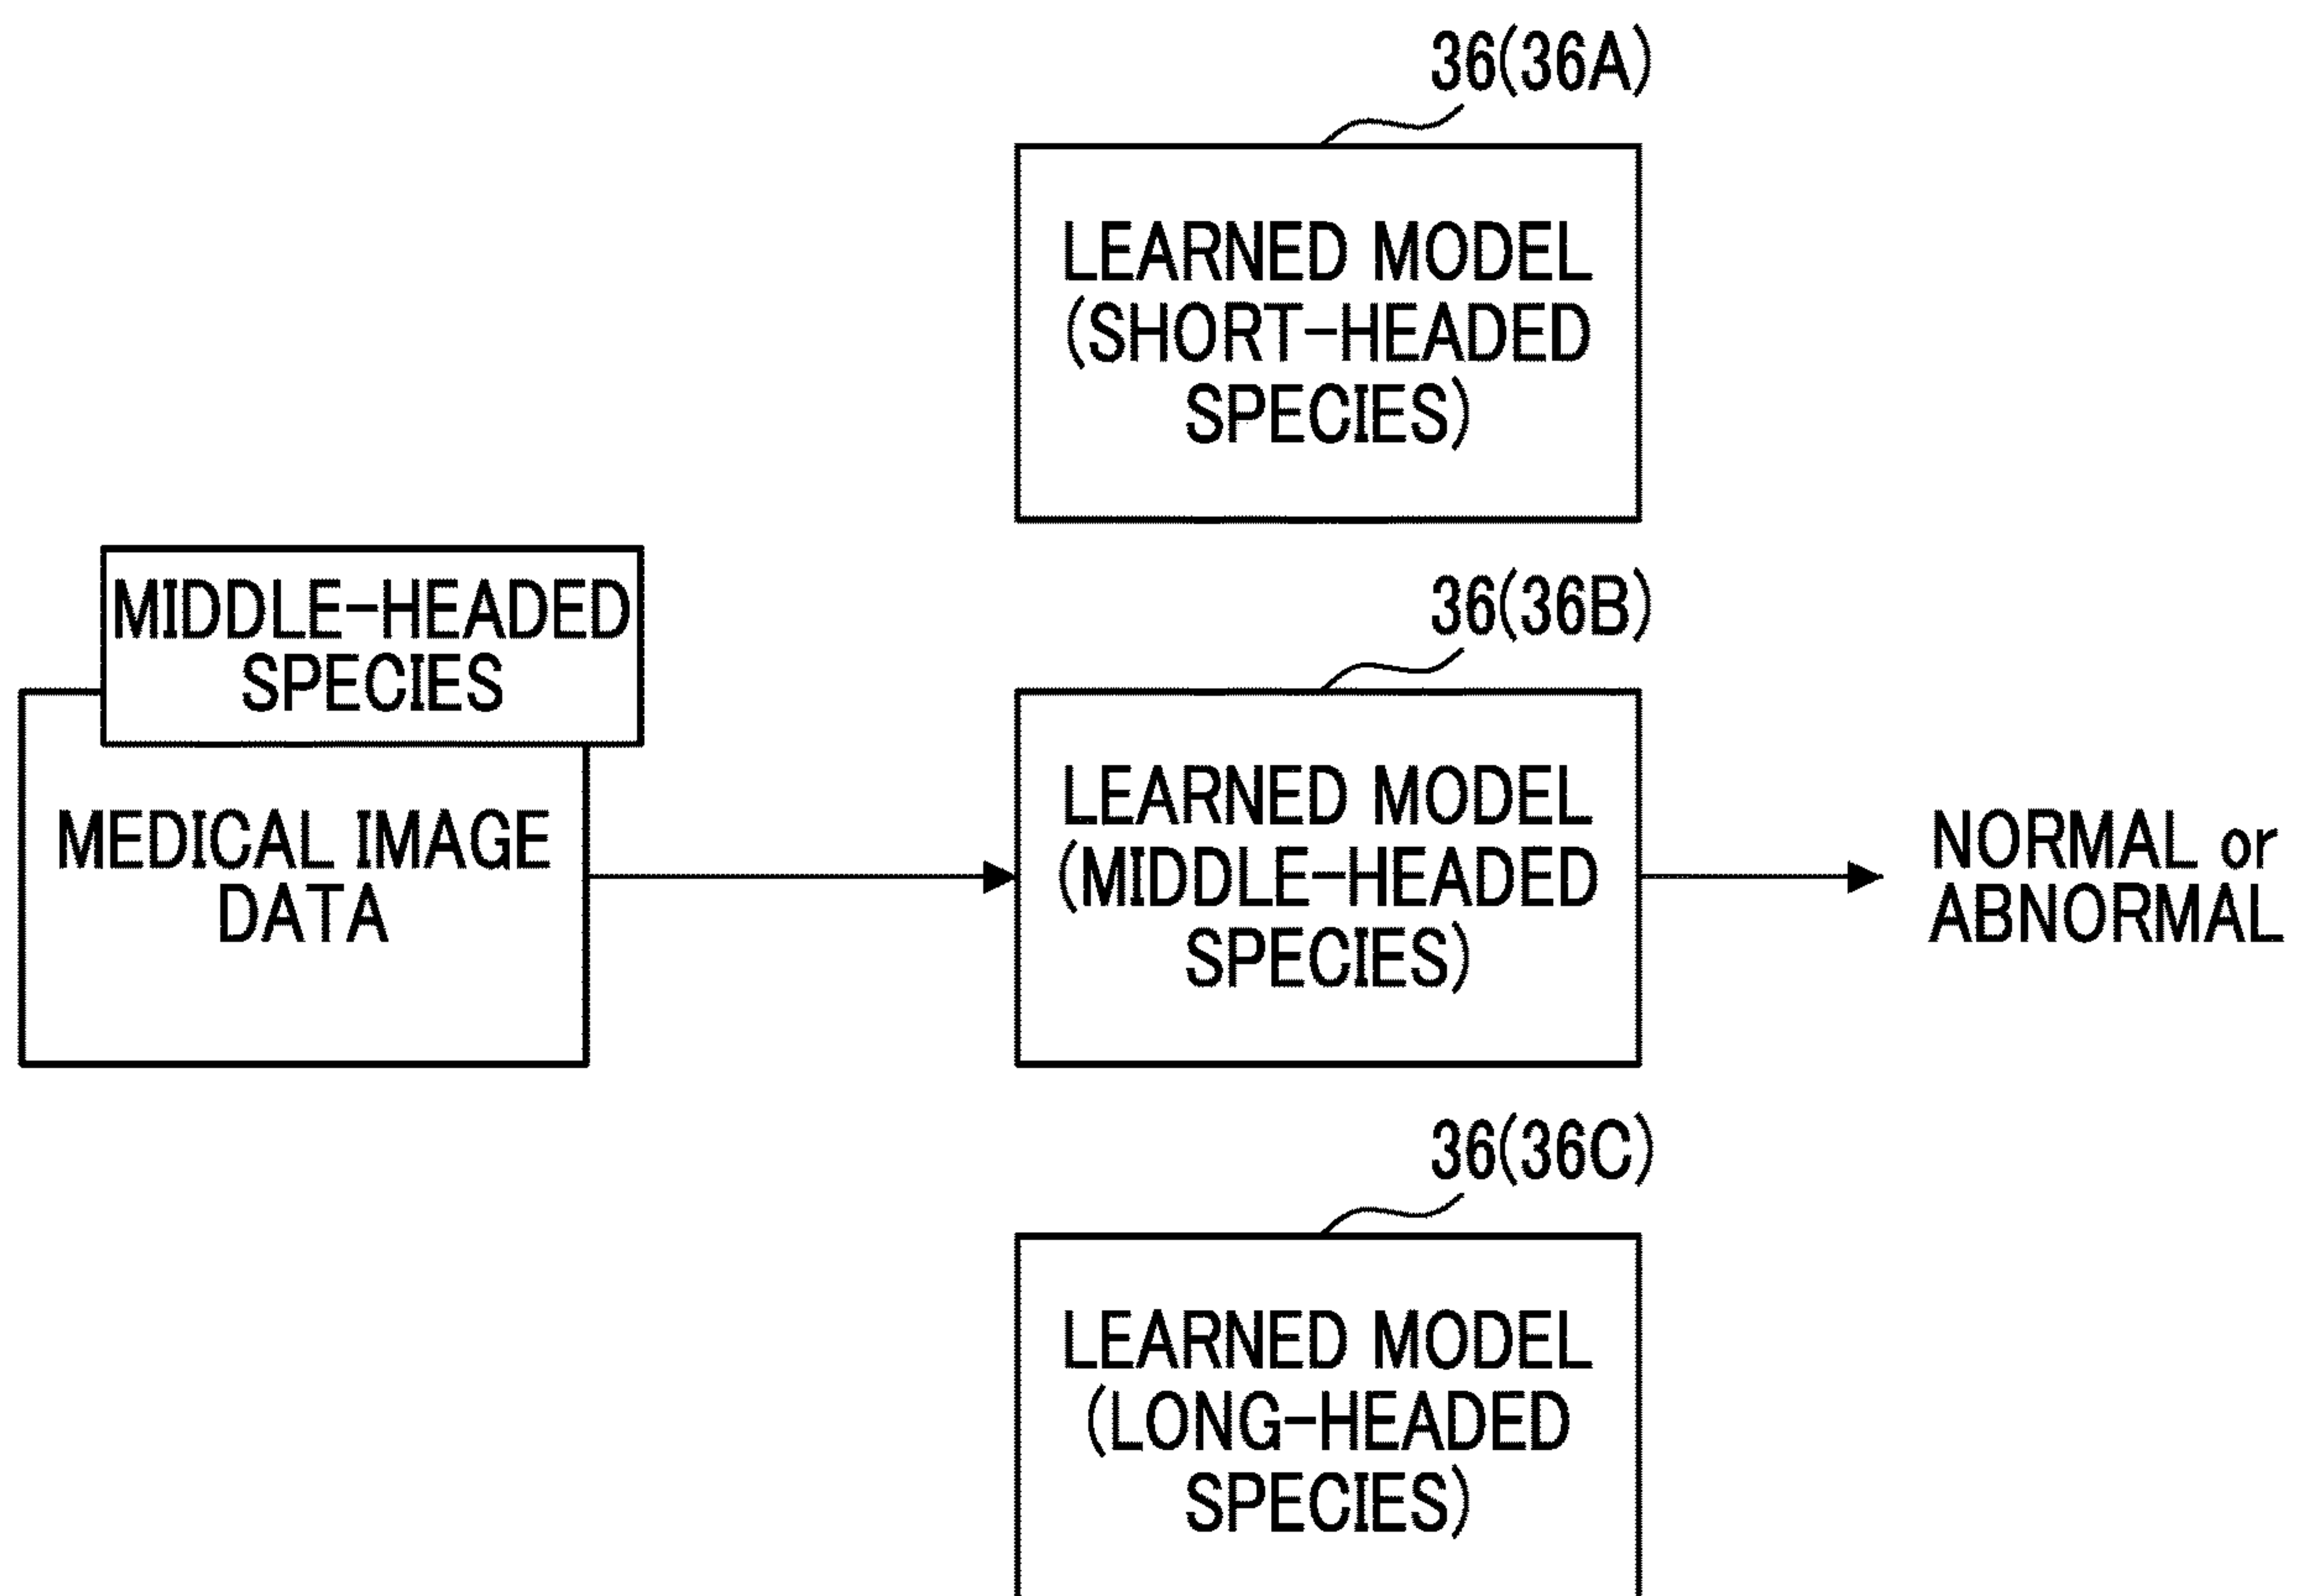 36(36A)
LEARNED MODEL
(SHORT-HEADED
SPECIES)
MIDDLE-HEADED
SPECIES
MEDICAL IMAGE
DATA
36(36B)
LEARNED MODEL
(MIDDLE-HEADED
SPECIES)
NORMAL or
ABNORMAL
36(36C)
LEARNED MODEL
(LONG-HEADED
SPECIES)